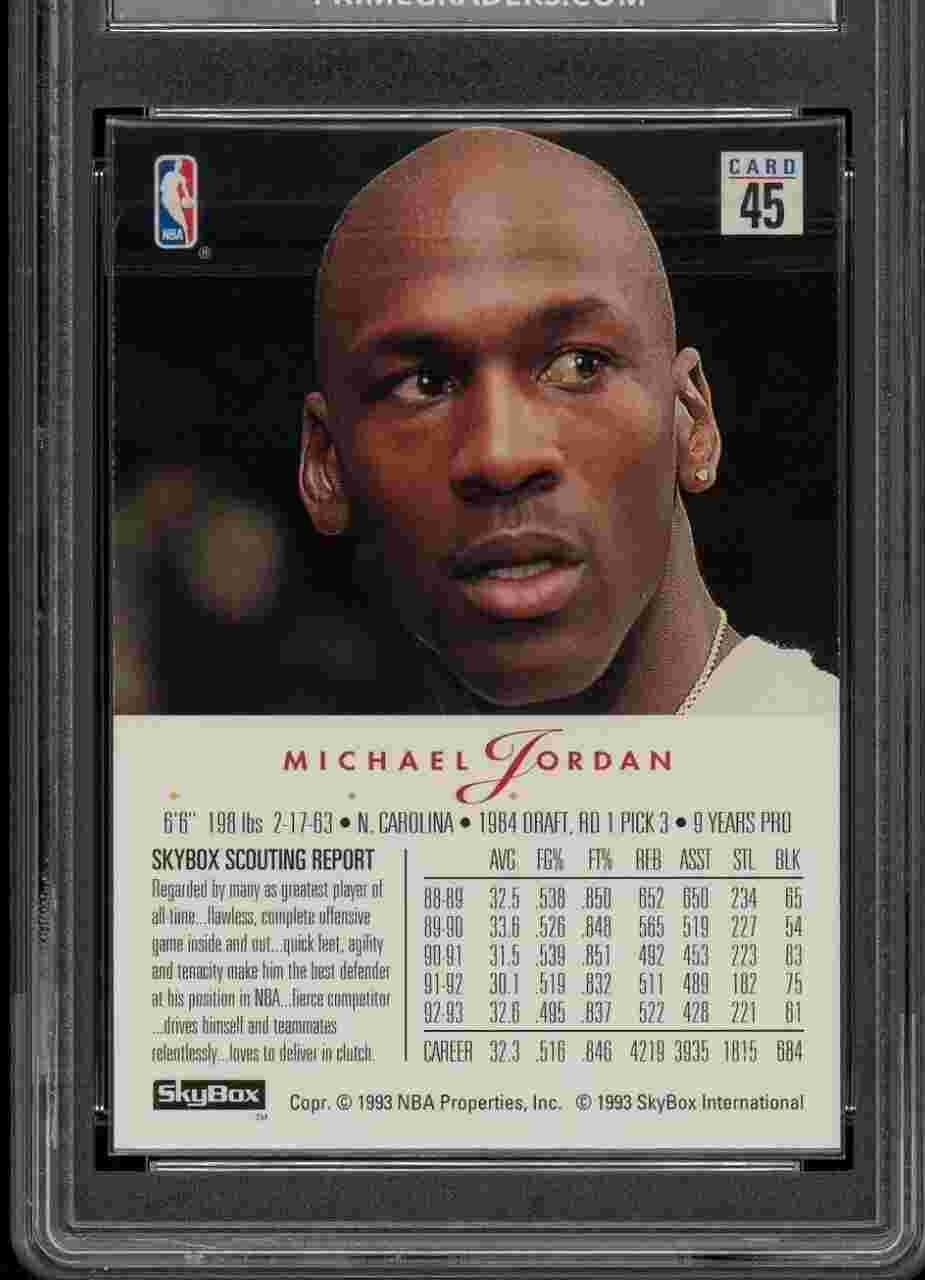 PRIMEGRADERS.COM
NBA
®
CARD
45
MICHAEL JORDAN
6'6" 198 lbs 2-17-63 • N. CAROLINA • 1984 DRAFT, RD 1 PICK 3 • 9 YEARS PRO
SKYBOX SCOUTING REPORT
Regarded by many as greatest player of
all-time...flawless, complete offensive
game inside and out...quick feet, agility
and tenacity make him the best defender
at his position in NBA...fierce competitor
...drives himself and teammates
relentlessly...loves to deliver in clutch.
AVG FG% FT% REB ASST STL BLK
88-89 32.5 .538 .850 652 650 234 65
89-90 33.6 .526 .848 565 519 227 54
90-91 31.5 .539 .851 492 453 223 83
91-92 30.1 .519 .832 511 489 182 75
92-93 32.6 .495 .837 522 428 221 61
CAREER 32.3 .516 .846 4219 3935 1815 684
SkyBox
TM
Copr. © 1993 NBA Properties, Inc. © 1993 SkyBox International